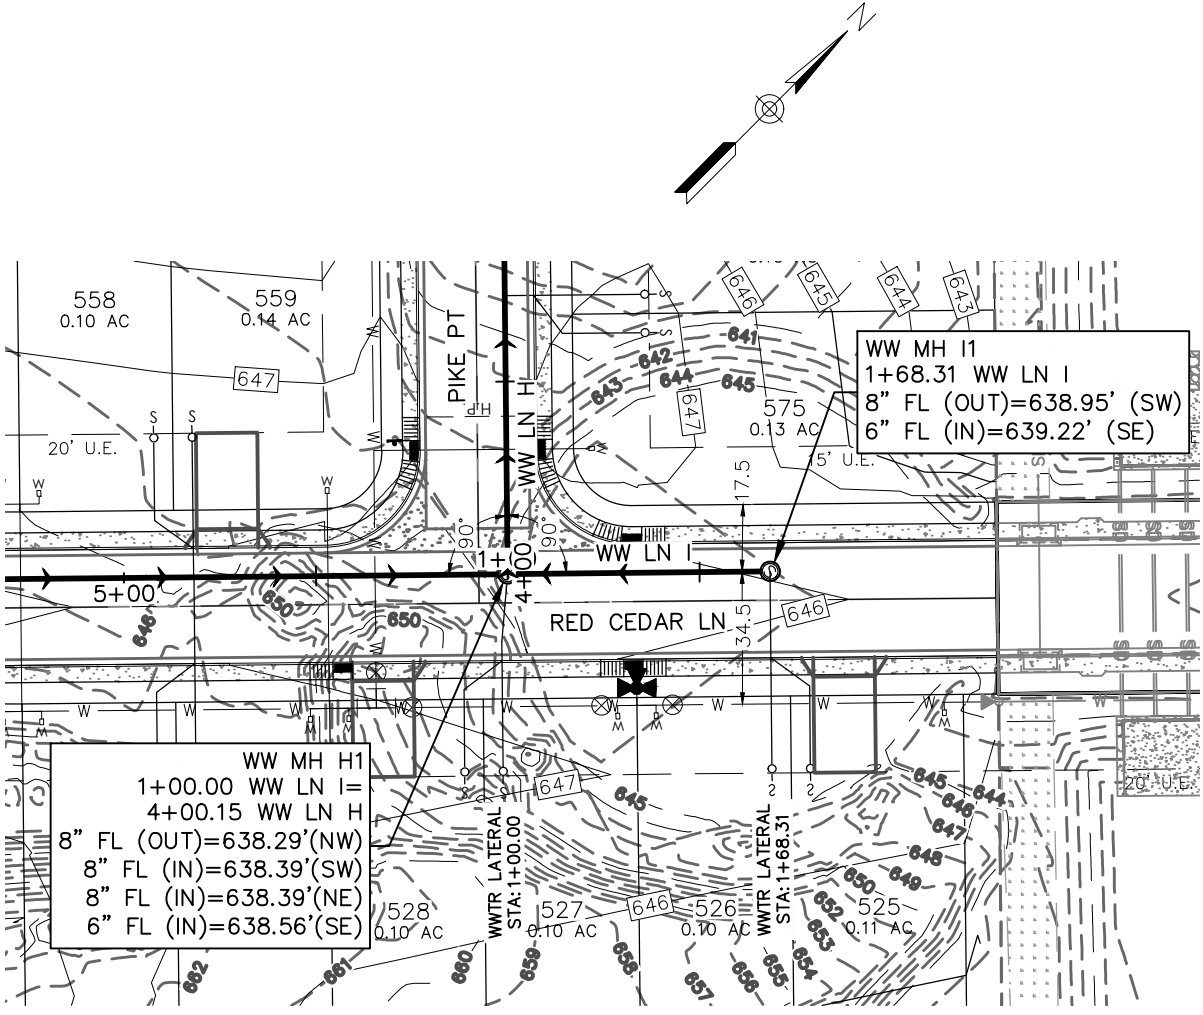 N
558
0.10 AC
559
0.14 AC
647
20' U.E.
S
S
W
W
W
W
PIKE PT
WW LN H
H.P.
646
645
644
643
641
642
643
644
645
647
575
0.13 AC
15' U.E.
WW MH I1
1+68.31 WW LN I
8" FL (OUT)=638.95' (SW)
6" FL (IN)=639.22' (SE)
17.5
34.5
90°
90°
1+00
4+00
WW LN I
5+00
RED CEDAR LN
646
646
650
650
SD
SD
SD
SD
SD
SD
W
W
W
W
W
W
W
W
W
WW MH H1
1+00.00 WW LN I=
4+00.15 WW LN H
8" FL (OUT)=638.29'(NW)
8" FL (IN)=638.39'(SW)
8" FL (IN)=638.39'(NE)
6" FL (IN)=638.56'(SE)
647
645
WWTR LATERAL
STA:1+00.00
WWTR LATERAL
STA:1+68.31
645
644
646
647
648
649
650
652
653
654
655
656
657
658
659
660
661
662
646
528
0.10 AC
527
0.10 AC
526
0.10 AC
525
0.11 AC
20' U.E.